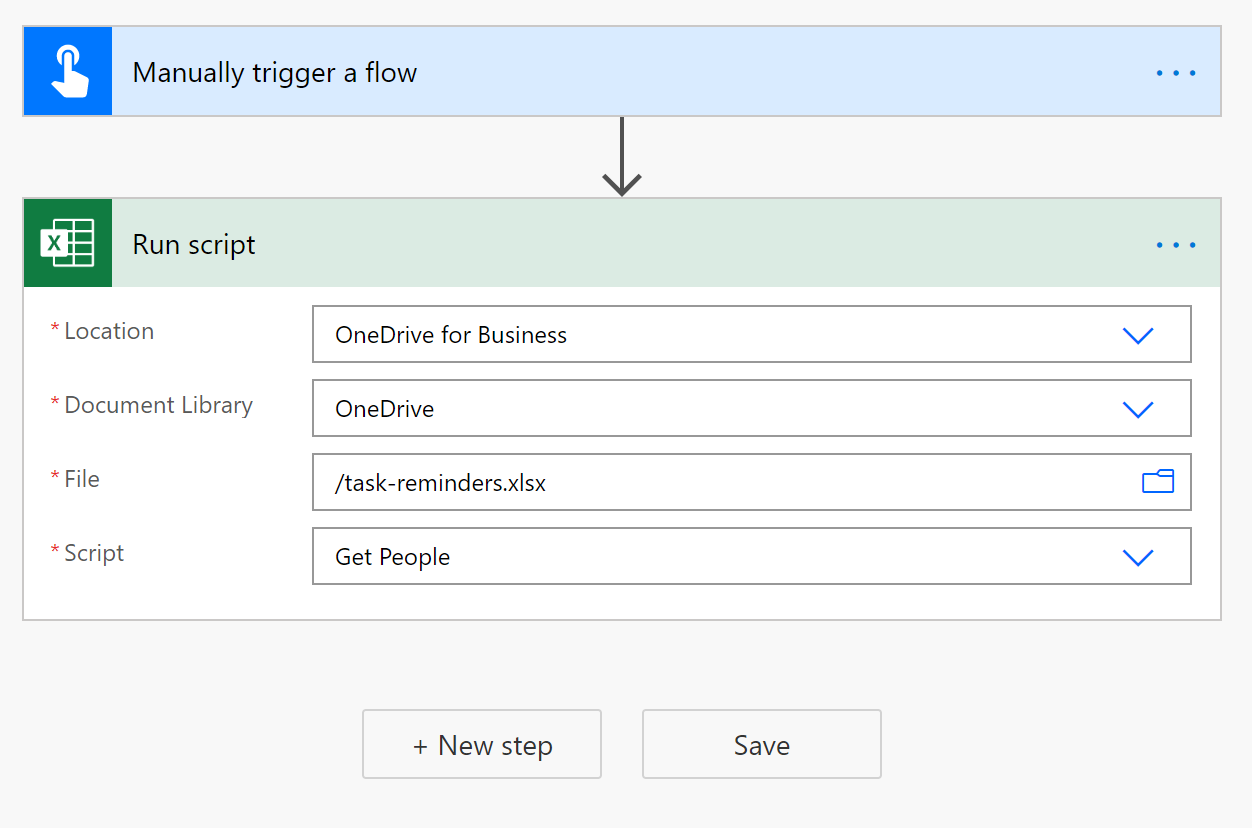 Manually trigger a flow
X
Run script
* Location
OneDrive for Business
* Document Library
OneDrive
* File
/task-reminders.xlsx
* Script
Get People
+ New step
Save